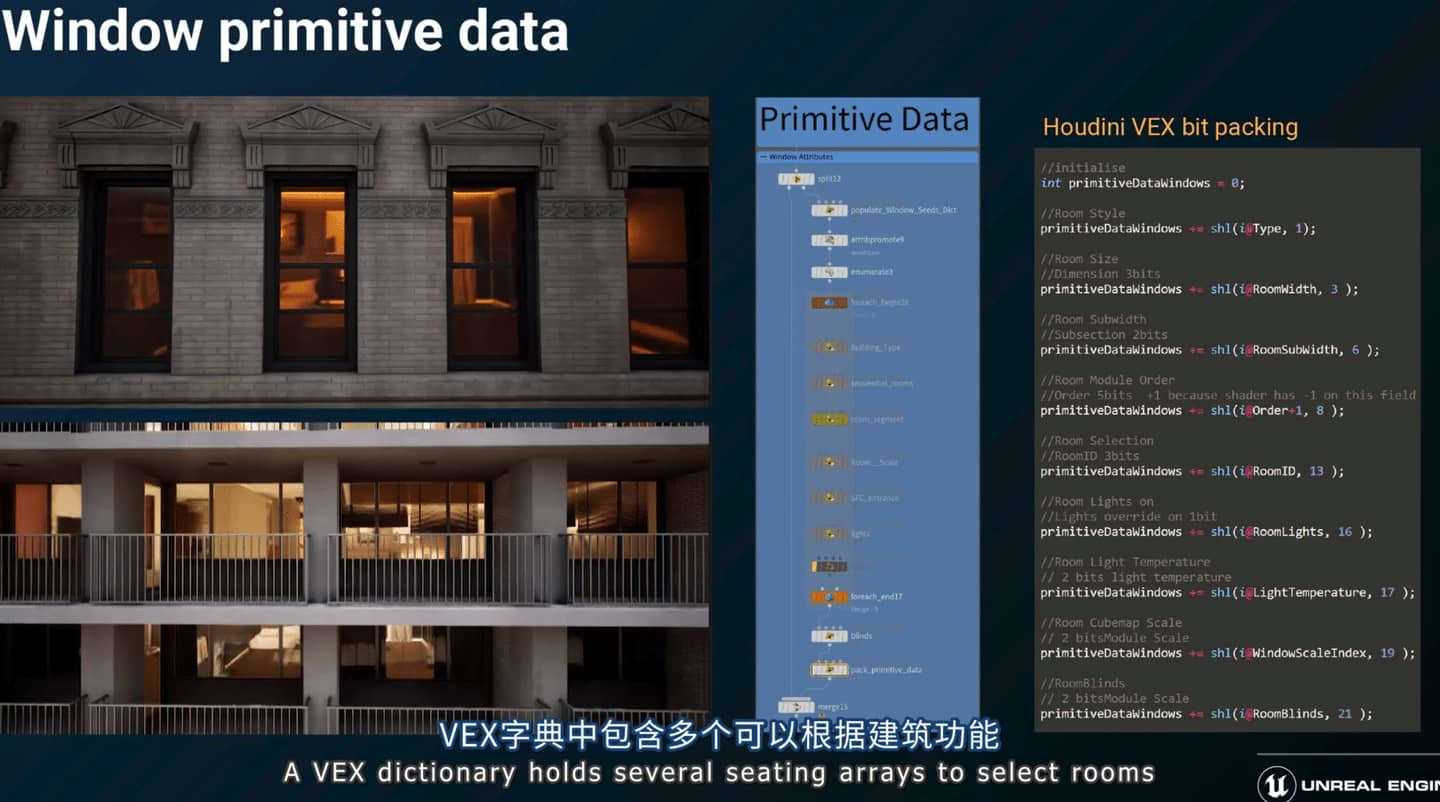 Window primitive data
Primitive Data
Window Attributes
split12
populate_Window_Seeds_Dict
attribpromote9
enumerate3
foreach_begin18
Building_Type
sequential_rooms
Room__Scale
SFC_Entrance
lights
foreach_end17
blinds
pack_primitive_data
merge15
Houdini VEX bit packing
//initialise
int primitiveDataWindows = 0;
//Room Style
primitiveDataWindows += shl(i@Type, 1);
//Room Size
//Dimension 3bits
primitiveDataWindows += shl(i@RoomWidth, 3 );
//Room Subwidth
//Subsection 2bits
primitiveDataWindows += shl(i@RoomSubWidth, 6 );
//Room Module Order
//Order 5bits  +1 because shader has -1 on this field
primitiveDataWindows += shl(i@Order+1, 8 );
//Room Selection
//RoomID 3bits
primitiveDataWindows += shl(i@RoomID, 13 );
//Room Lights on
//Lights override on 1bit
primitiveDataWindows += shl(i@RoomLights, 16 );
//Room Light Temperature
// 2 bits light temperature
primitiveDataWindows += shl(i@LightTemperature, 17 );
//Room Cubemap Scale
// 2 bitsModule Scale
primitiveDataWindows += shl(i@WindowScaleIndex, 19 );
//RoomBlinds
// 2 bitsModule Scale
primitiveDataWindows += shl(i@RoomBlinds, 21 );
VEX字典中包含多个可以根据建筑功能
A VEX dictionary holds several seating arrays to select rooms
UNREAL ENGIN